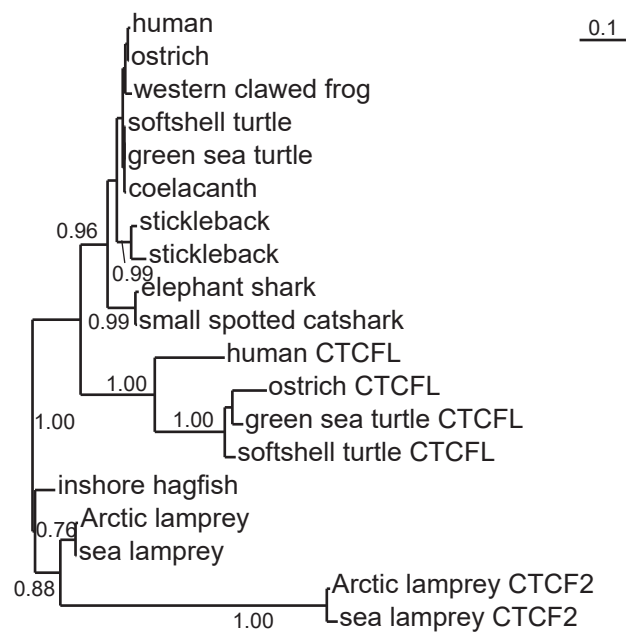 human
0.1
ostrich
western clawed frog
softshell turtle
green sea turtle
coelacanth
stickleback
0.96
stickleback
0.99
elephant shark
0.99
small spotted catshark
human CTCFL
1.00
ostrich CTCFL
1.00
green sea turtle CTCFL
1.00
softshell turtle CTCFL
inshore hagfish
Arctic lamprey
0.76
sea lamprey
Arctic lamprey CTCF2
0.88
sea lamprey CTCF2
1.00